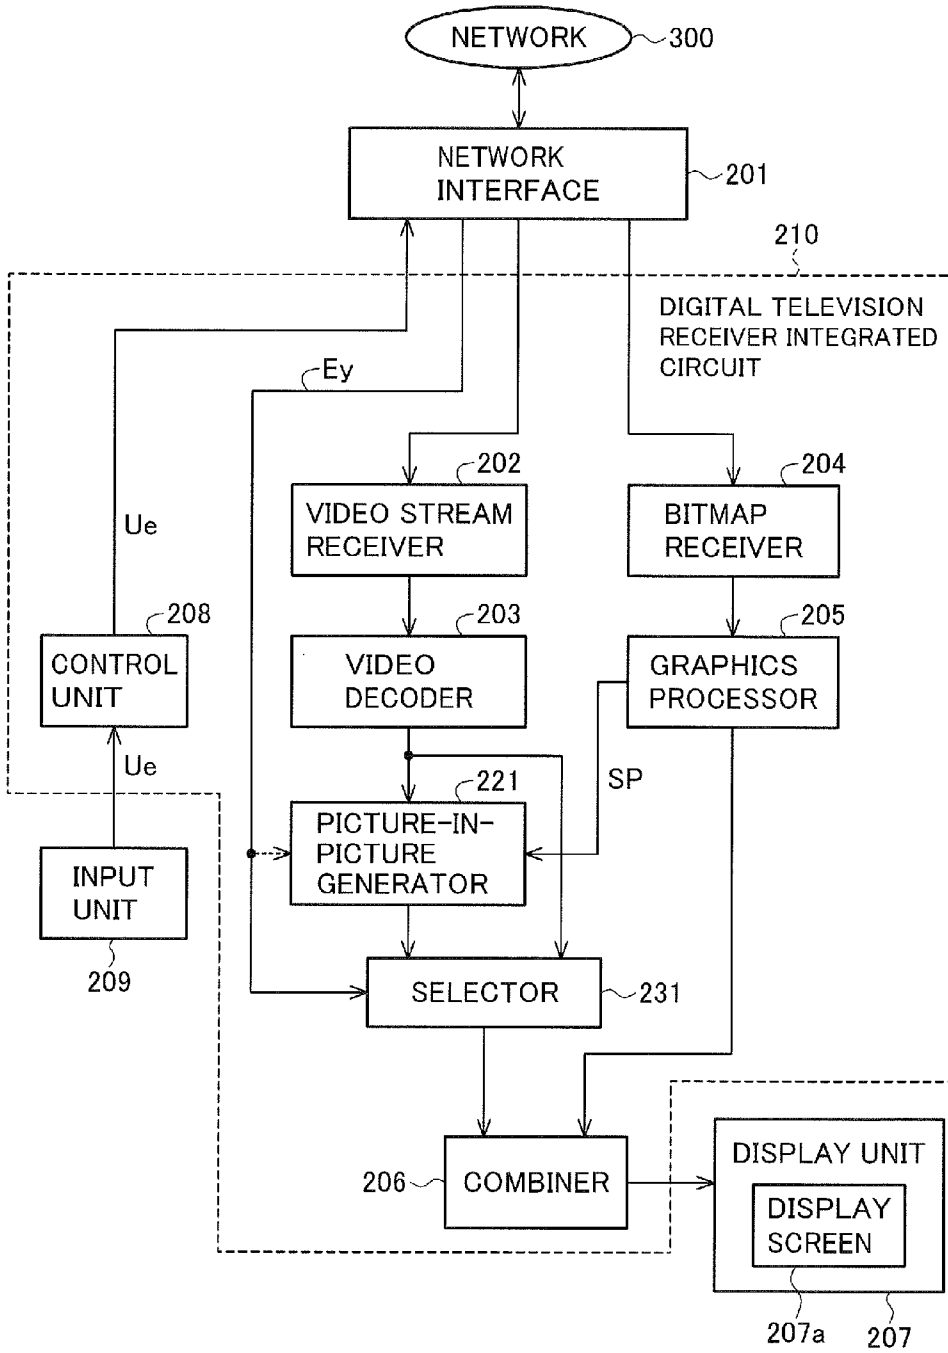 NETWORK
300
NETWORK
INTERFACE
201
210
DIGITAL TELEVISION
RECEIVER INTEGRATED
CIRCUIT
Ey
202
204
VIDEO STREAM
RECEIVER
BITMAP
RECEIVER
Ue
208
203
205
CONTROL
UNIT
VIDEO
DECODER
GRAPHICS
PROCESSOR
Ue
221
SP
PICTURE-IN-
PICTURE
GENERATOR
INPUT
UNIT
209
SELECTOR
231
206
COMBINER
DISPLAY UNIT
DISPLAY
SCREEN
207a
207